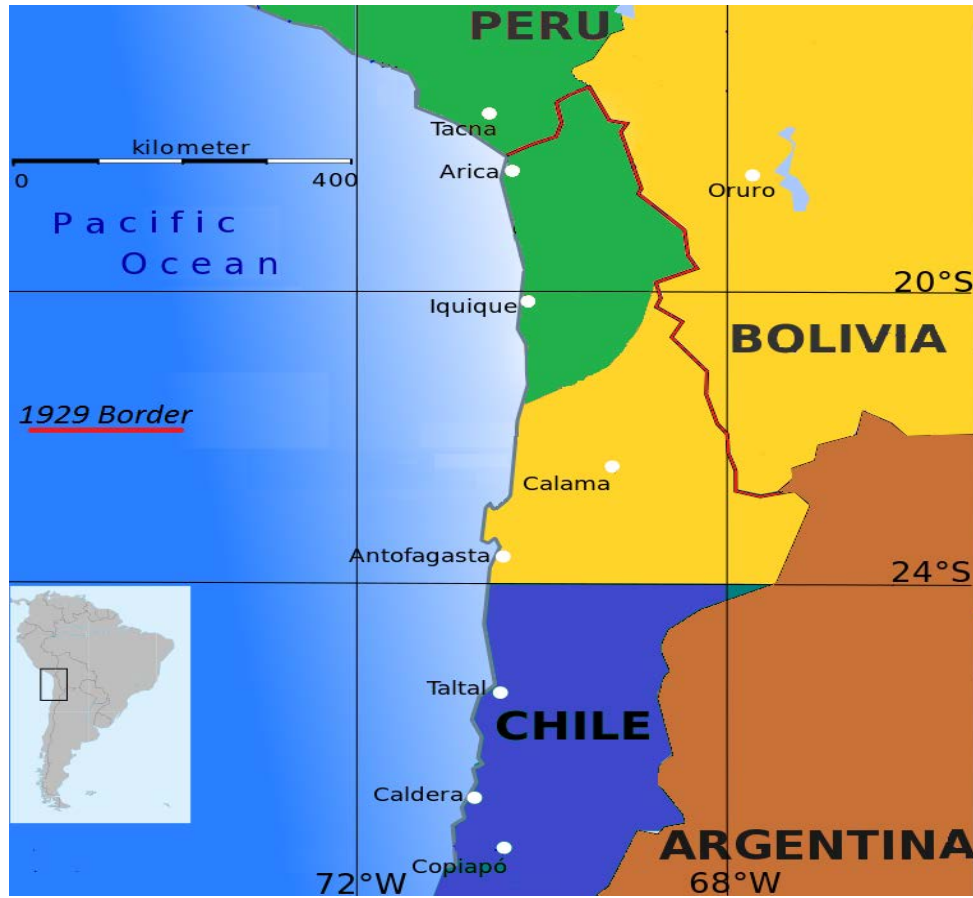 PERU
Tacna
kilometer
0 400
Arica
Oruro
Pacific
Ocean
20°S
Iquique
BOLIVIA
1929 Border
Calama
Antofagasta
24°S
Taltal
CHILE
Caldera
ARGENTINA
Copiapó
72°W
68°W